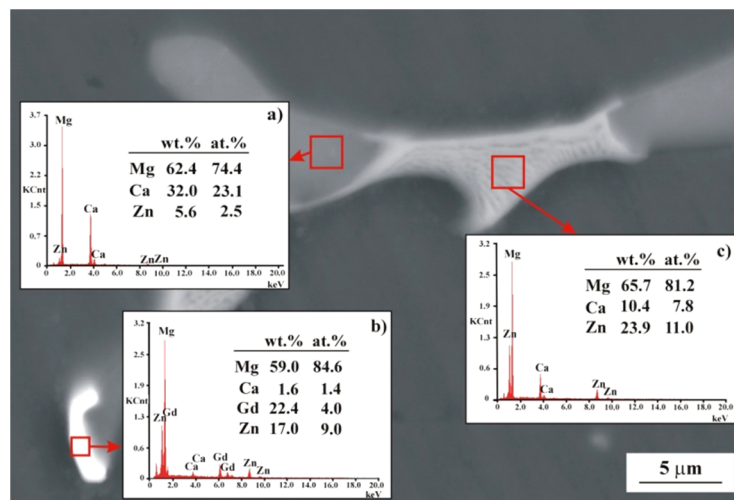 a)
3.7
Mg
3.0
2.2
KCnt
1.5
0.7
Zn
Ca
Ca
Zn Zn
0.0 2.0 4.0 6.0 8.0 10.0 12.0 14.0 16.0 18.0 20.0
keV
wt.% at.%
Mg 62.4 74.4
Ca 32.0 23.1
Zn 5.6 2.5
b)
3.2
Mg
2.5
1.9
KCnt
1.3
Zn
Gd
0.6
Ca
Ca
Gd
Gd
Zn
Zn
0.0 2.0 4.0 6.0 8.0 10.0 12.0 14.0 16.0 18.0 20.0
keV
wt.% at.%
Mg 59.0 84.6
Ca 1.6 1.4
Gd 22.4 4.0
Zn 17.0 9.0
c)
3.2
Mg
2.6
1.9
KCnt
1.3
Zn
0.6
Ca
Ca
Zn
Zn
0.0 2.0 4.0 6.0 8.0 10.0 12.0 14.0 16.0 18.0 20.0
keV
wt.% at.%
Mg 65.7 81.2
Ca 10.4 7.8
Zn 23.9 11.0
5 μm